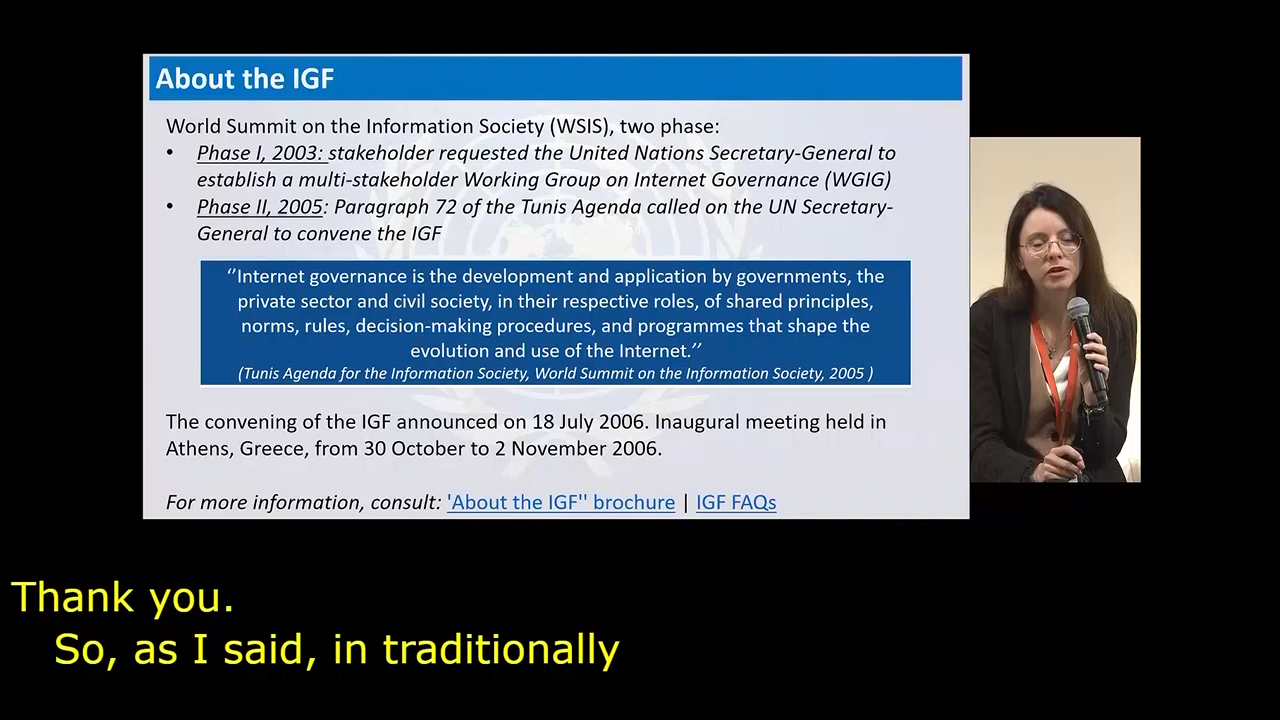 About the IGF
World Summit on the Information Society (WSIS), two phase:
• Phase I, 2003: stakeholder requested the United Nations Secretary-General to
establish a multi-stakeholder Working Group on Internet Governance (WGIG)
• Phase II, 2005: Paragraph 72 of the Tunis Agenda called on the UN Secretary-
General to convene the IGF
‘’Internet governance is the development and application by governments, the
private sector and civil society, in their respective roles, of shared principles,
norms, rules, decision-making procedures, and programmes that shape the
evolution and use of the Internet.’’
(Tunis Agenda for the Information Society, World Summit on the Information Society, 2005 )
The convening of the IGF announced on 18 July 2006. Inaugural meeting held in
Athens, Greece, from 30 October to 2 November 2006.
For more information, consult: 'About the IGF'' brochure | IGF FAQs
Thank you.
So, as I said, in traditionally